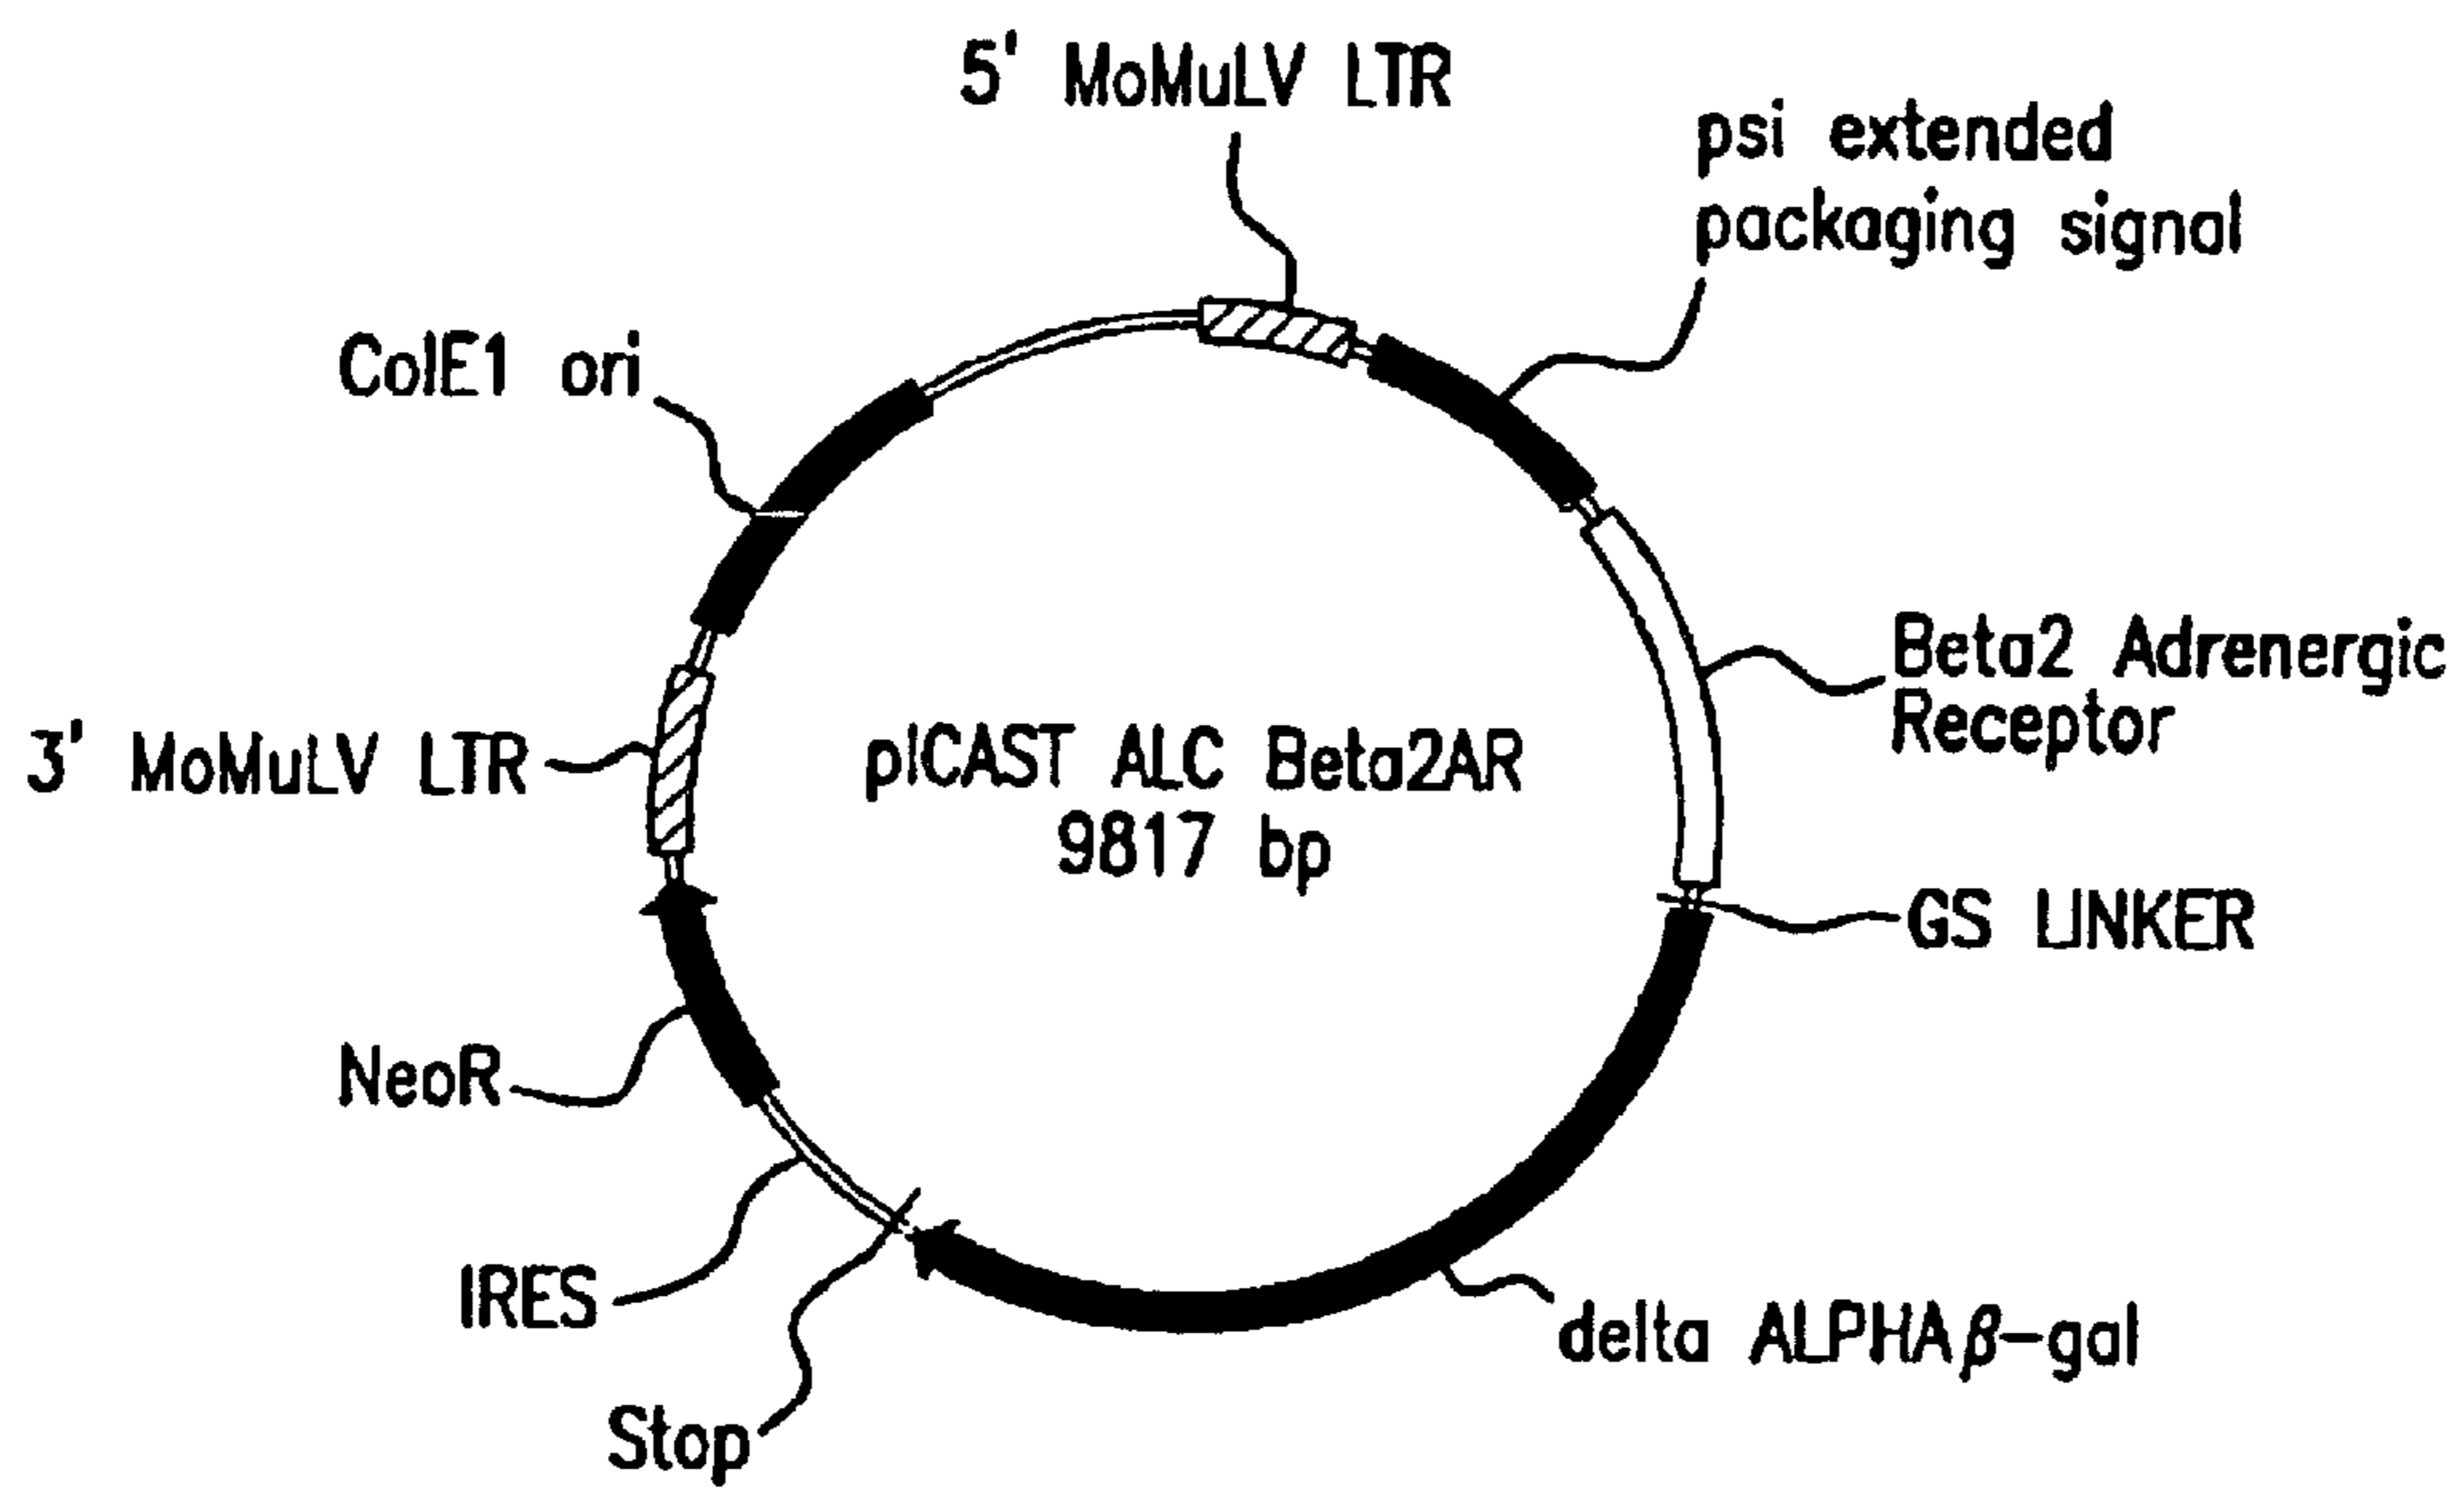 5' MoMuLV LTR
psi extended
packaging signal
ColE1 ori
Beta2 Adrenergic
Receptor
3' MoMuLV LTR
pICAST ALC Beta2AR
9817 bp
GS LINKER
NeoR
IRES
delta ALPHA β-gal
Stop